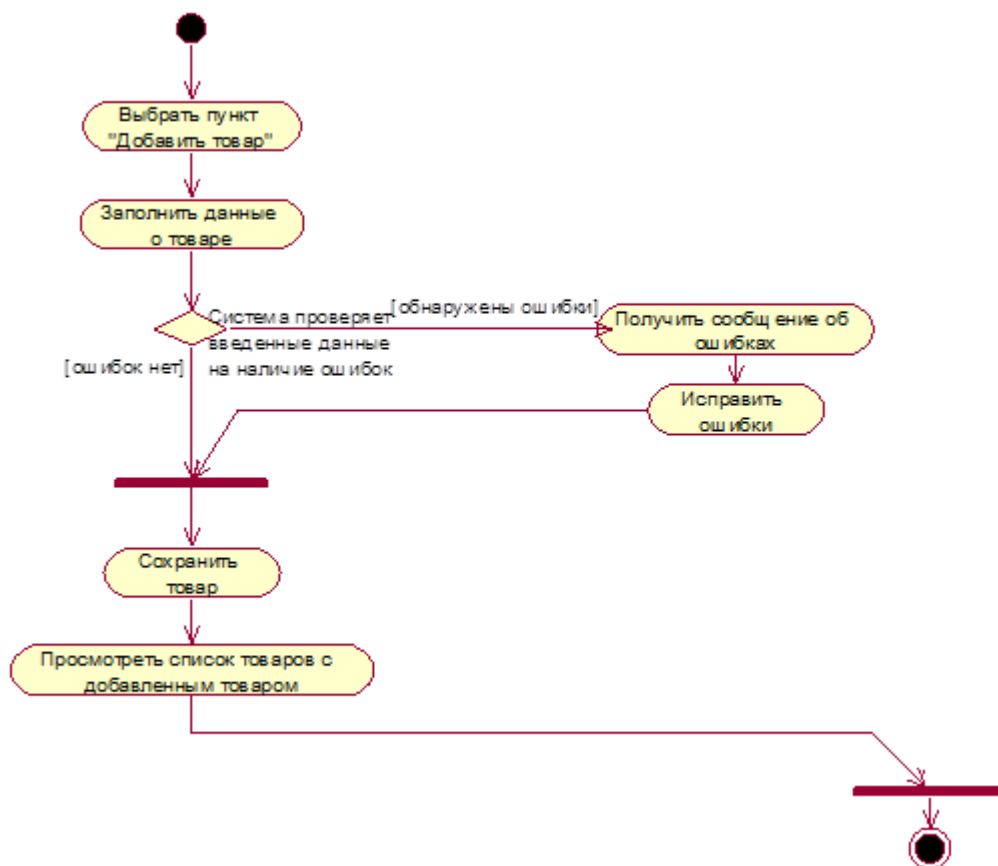 Выбрать пункт
"Добавить товар"
Заполнить данные
о товаре
Система проверяет
введенные данные
на наличие ошибок
[обнаружены ошибки]
[ошибок нет]
Получить сообщение об
ошибках
Исправить
ошибки
Сохранить
товар
Просмотреть список товаров с
добавленным товаром